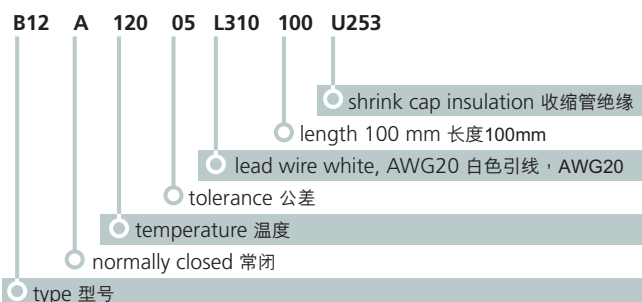 B12 A 120 05 L310 100 U253
shrink cap insulation 收缩管绝缘
length 100 mm 长度100mm
lead wire white, AWG20 白色引线，AWG20
tolerance 公差
temperature 温度
normally closed 常闭
type 型号